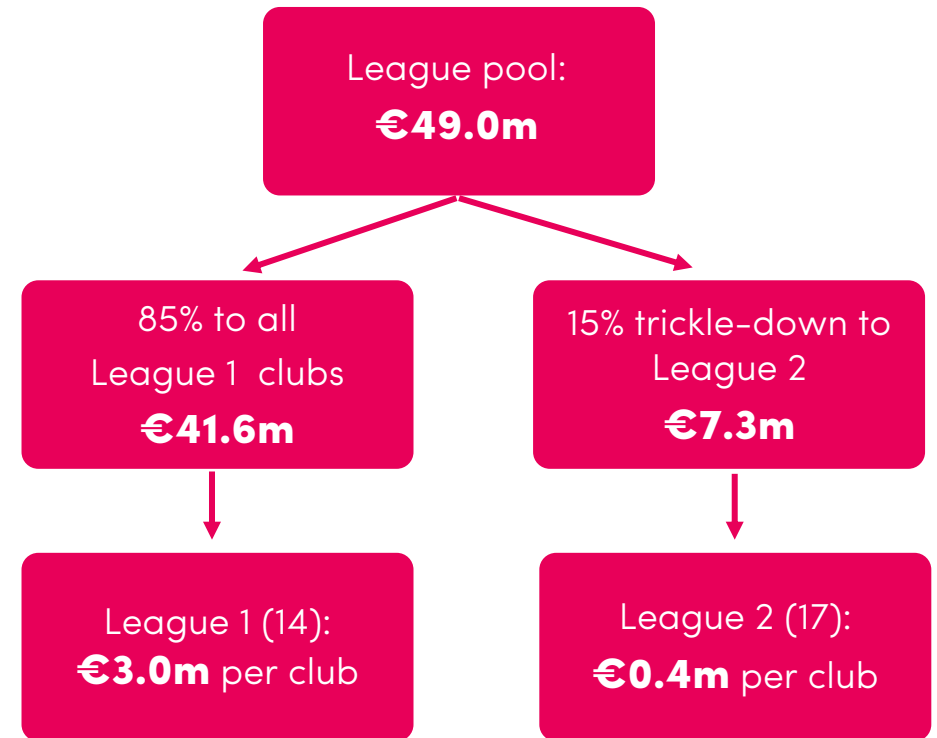 League pool:
€49.0m
85% to all
League 1 clubs
€41.6m
15% trickle-down to
League 2
€7.3m
League 1 (14):
€3.0m per club
League 2 (17):
€0.4m per club